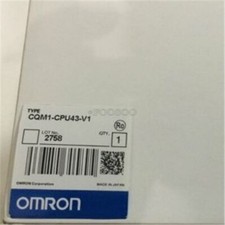 TYPE
CQM1-CPU43-V1
LOT No. QTY.
2758 1
OMRON Corporation MADE IN JAPAN
OMRON